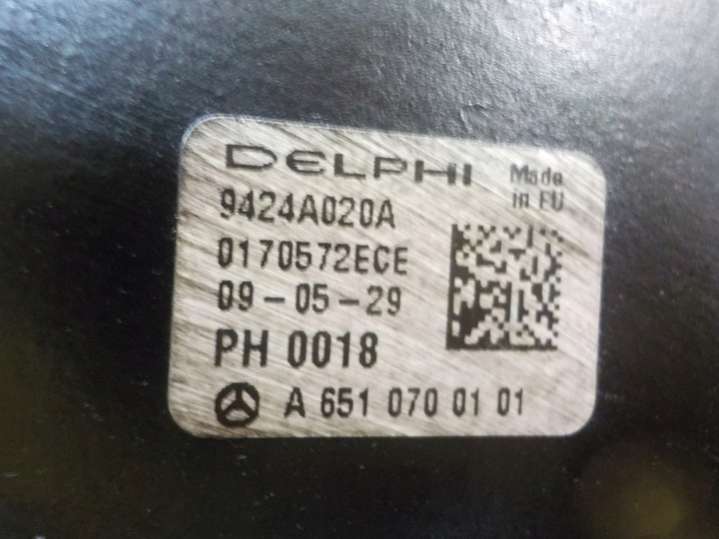 DELPHI
Made
in EU
9424A020A
0170572ECE
09-05-29
PH 0018
A 651 070 01 01